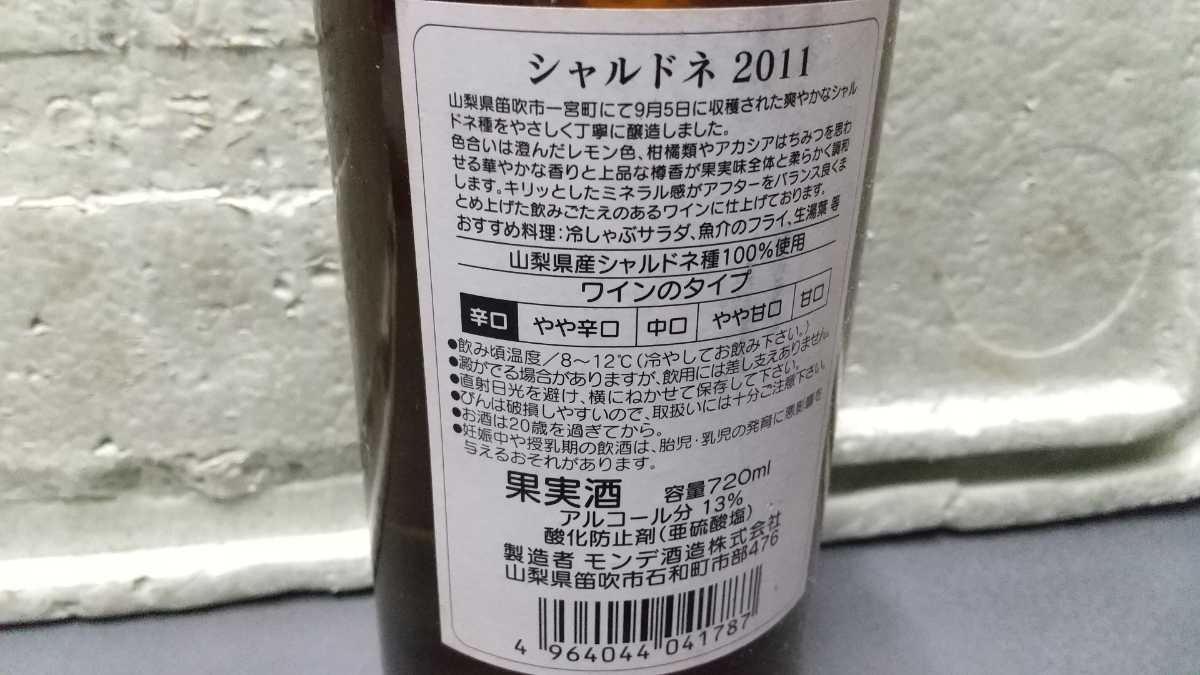 シャルドネ 2011
山梨県笛吹市一宮町にて9月5日に収穫された爽やかなシャル
ドネ種をやさしく丁寧に醸造しました。
色合いは澄んだレモン色、柑橘類やアカシアはちみつを思わ
せる華やかな香りと上品な樽香が果実味全体と柔らかく調和
します。キリッとしたミネラル感がアフターをバランス良くま
とめ上げた飲みごたえのあるワインに仕上げております。
おすすめ料理:冷しゃぶサラダ、魚介のフライ、生湯葉 等
山梨県産シャルドネ種100%使用
ワインのタイプ
辛口 やや辛口 中口 やや甘口 甘口
●飲み頃温度/8〜12℃(冷やしてお飲み下さい。)
●澱がでる場合がありますが、飲用には差し支えありません。
●直射日光を避け、横にねかせて保存して下さい。
●びんは破損しやすいので、取扱いには十分ご注意下さい。
●お酒は20歳を過ぎてから。
●妊娠中や授乳期の飲酒は、胎児・乳児の発育に悪影響を
与えるおそれがあります。
果実酒 容量720ml
アルコール分 13%
酸化防止剤(亜硫酸塩)
製造者 モンデ酒造株式会社
山梨県笛吹市石和町市部476
4 964044 041787